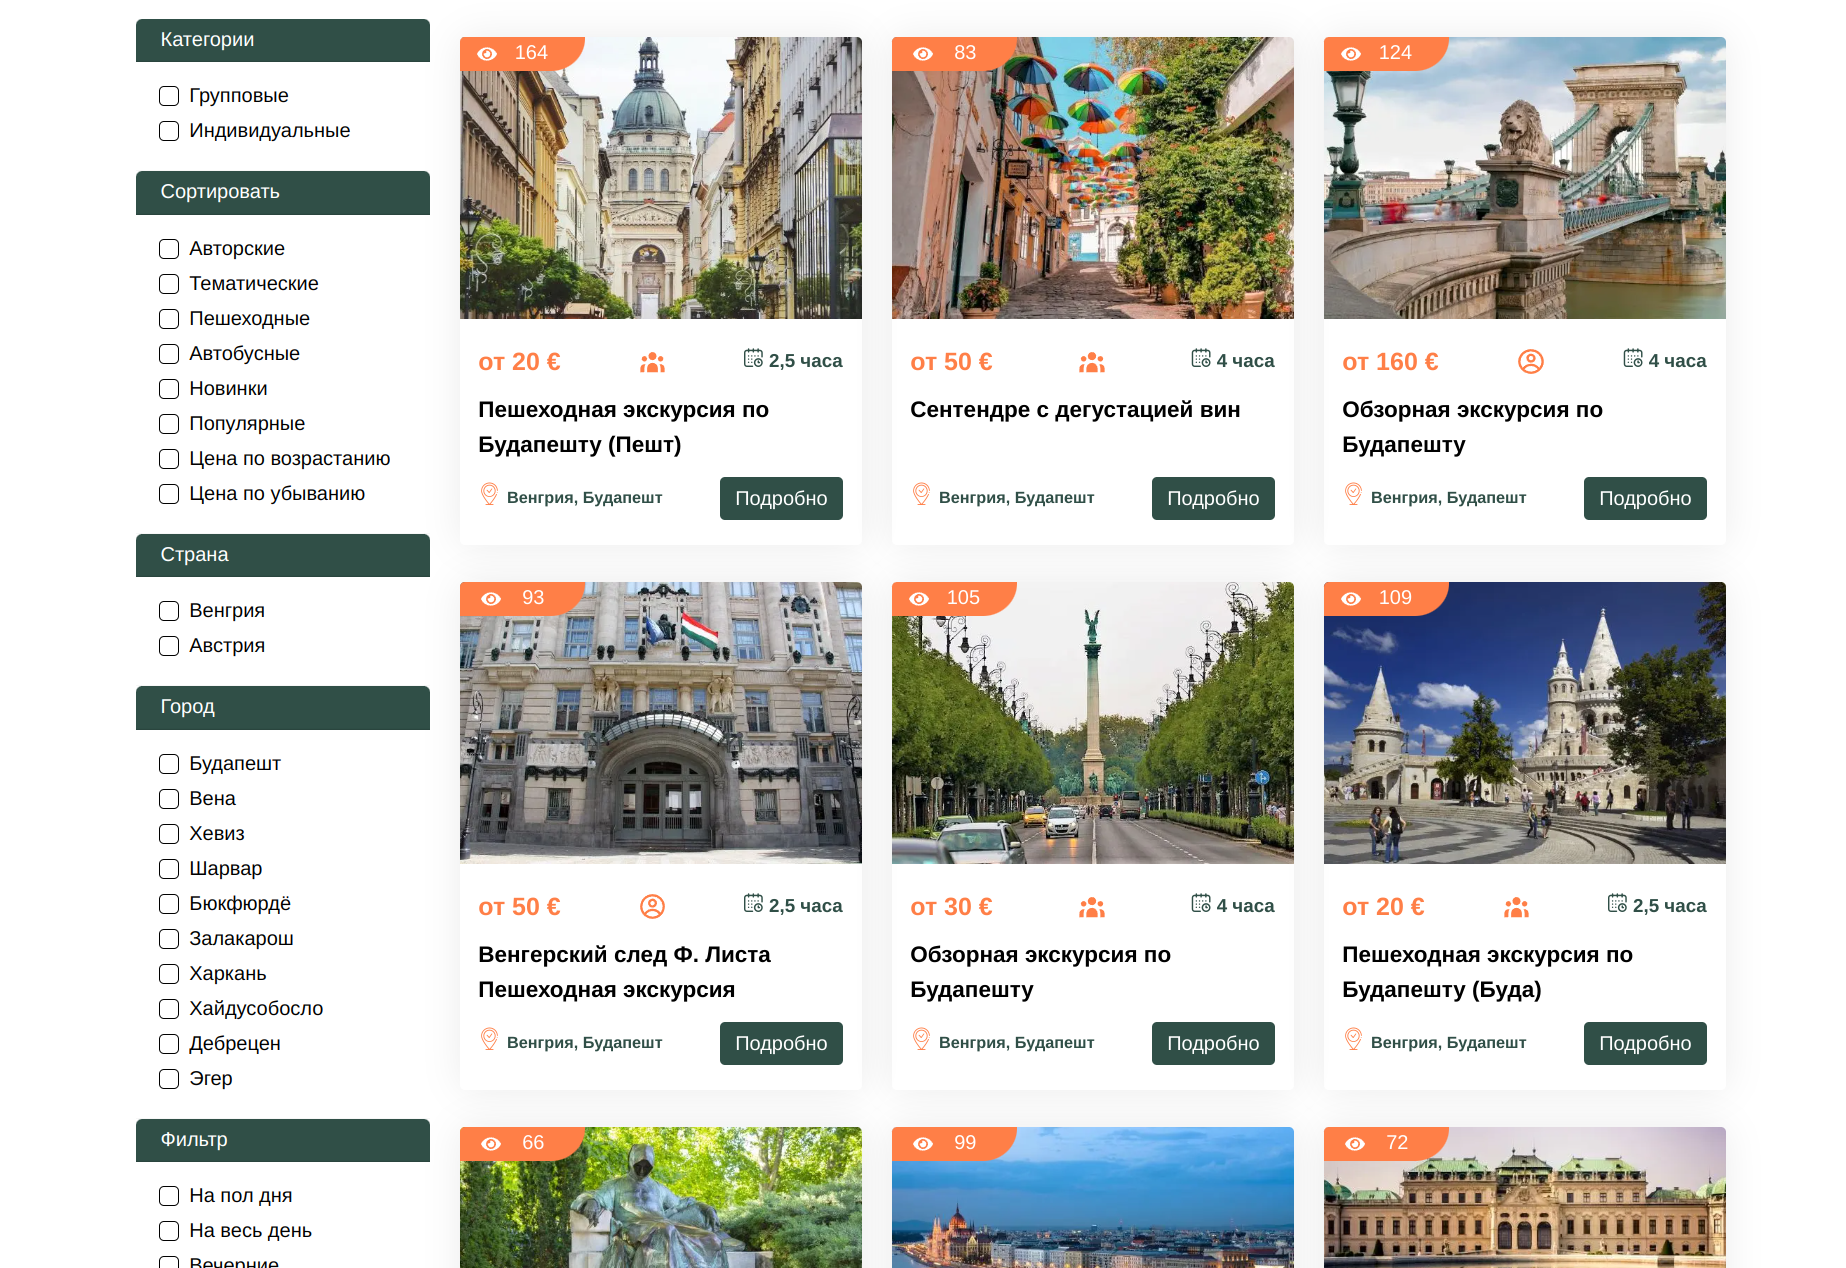 Категории
Групповые
Индивидуальные
Сортировать
Авторские
Тематические
Пешеходные
Автобусные
Новинки
Популярные
Цена по возрастанию
Цена по убыванию
Страна
Венгрия
Австрия
Город
Будапешт
Вена
Хевиз
Шарвар
Бюкфюрдё
Залакарош
Харкань
Хайдусобосло
Дебрецен
Эгер
Фильтр
На пол дня
На весь день
Вечерние
164
от 20 €
2,5 часа
Пешеходная экскурсия по
Будапешту (Пешт)
Венгрия, Будапешт
Подробно
83
от 50 €
4 часа
Сентендре с дегустацией вин
Венгрия, Будапешт
Подробно
124
от 160 €
4 часа
Обзорная экскурсия по
Будапешту
Венгрия, Будапешт
Подробно
93
от 50 €
2,5 часа
Венгерский след Ф. Листа
Пешеходная экскурсия
Венгрия, Будапешт
Подробно
105
от 30 €
4 часа
Обзорная экскурсия по
Будапешту
Венгрия, Будапешт
Подробно
109
от 20 €
2,5 часа
Пешеходная экскурсия по
Будапешту (Буда)
Венгрия, Будапешт
Подробно
66
99
72